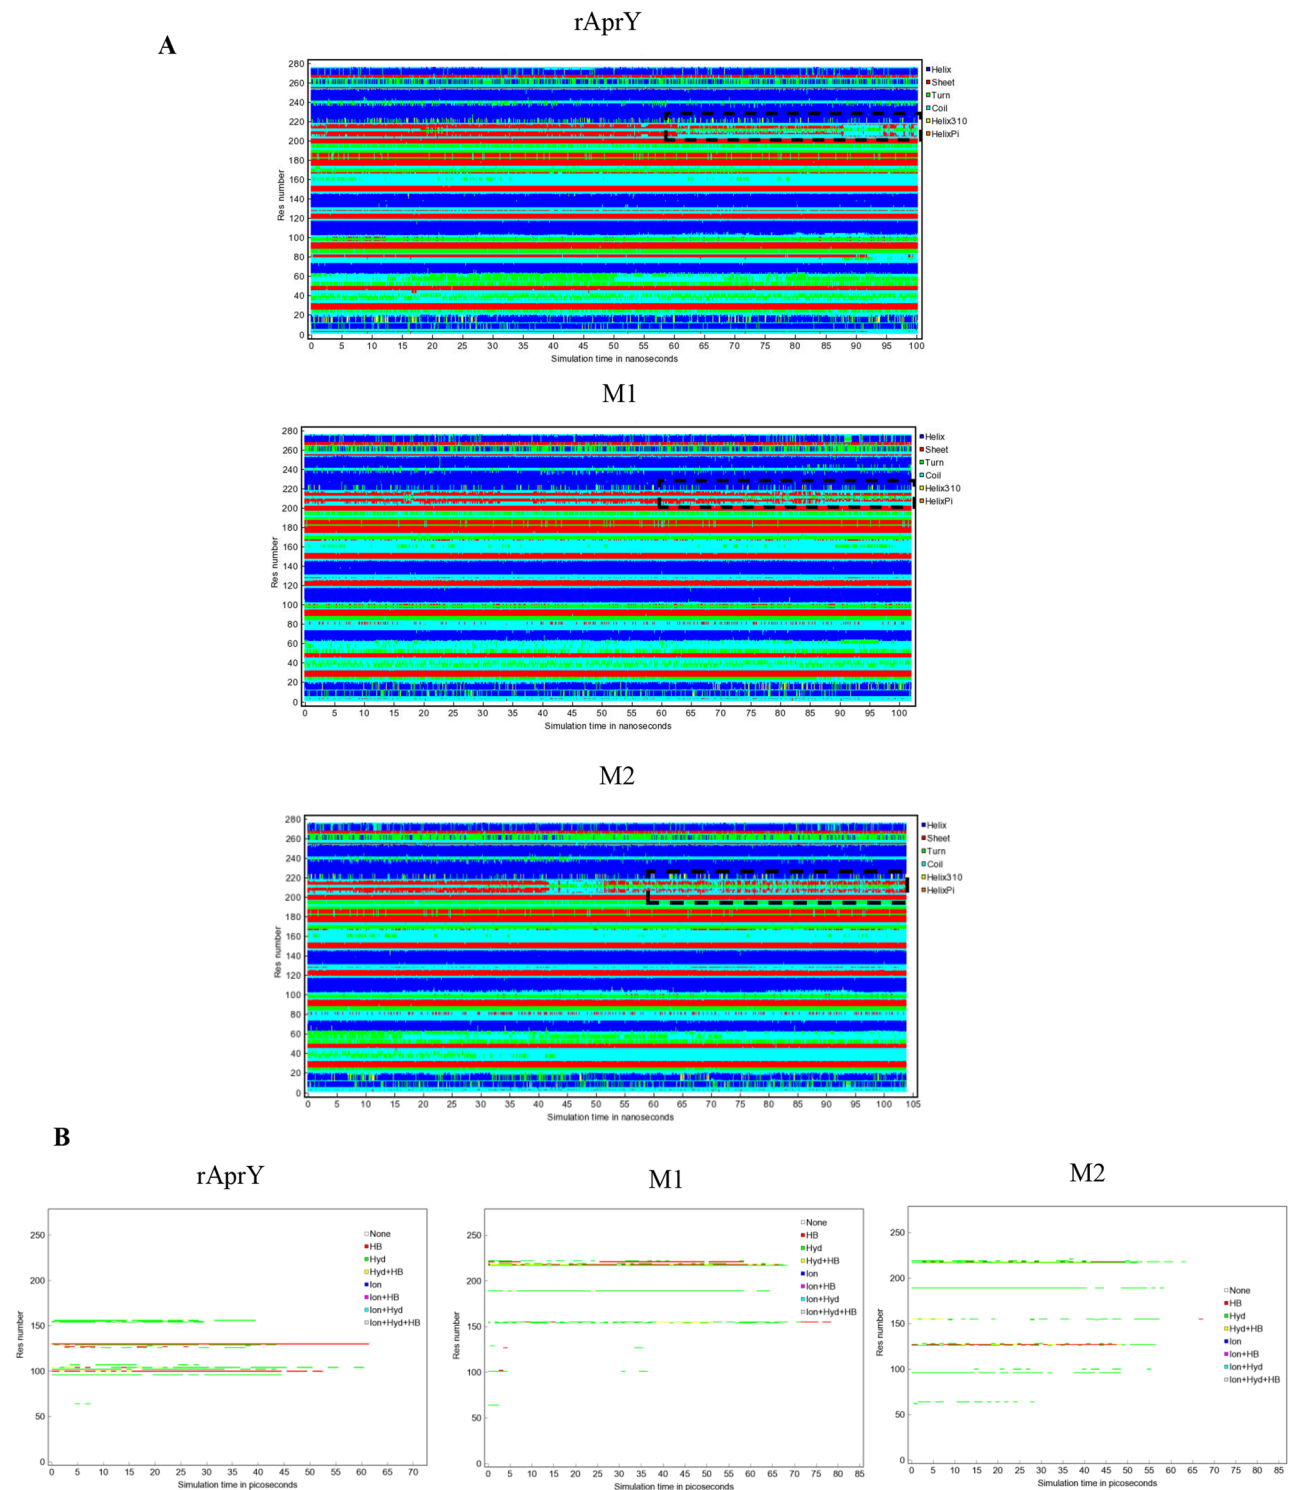 A
rAprY
280
260
240
220
200
180
160
140
120
100
80
60
40
20
0
Res number
0 5 10 15 20 25 30 35 40 45 50 55 60 65 70 75 80 85 90 95 100
Simulation time in nanoseconds
Helix
Sheet
Turn
Coil
Helix310
HelixPi
M1
280
260
240
220
200
180
160
140
120
100
80
60
40
20
0
Res number
0 5 10 15 20 25 30 35 40 45 50 55 60 65 70 75 80 85 90 95 100
Simulation time in nanoseconds
Helix
Sheet
Turn
Coil
Helix310
HelixPi
M2
280
260
240
220
200
180
160
140
120
100
80
60
40
20
0
Res number
0 5 10 15 20 25 30 35 40 45 50 55 60 65 70 75 80 85 90 95 100 105
Simulation time in nanoseconds
Helix
Sheet
Turn
Coil
Helix310
HelixPi
B
rAprY
250
200
150
100
50
0
Res number
0 5 10 15 20 25 30 35 40 45 50 55 60 65 70
Simulation time in picoseconds
None
HB
Hyd
Hyd+HB
Ion
Ion+HB
Ion+Hyd
Ion+Hyd+HB
M1
250
200
150
100
50
0
Res number
0 5 10 15 20 25 30 35 40 45 50 55 60 65 70 75 80 85
Simulation time in picoseconds
None
HB
Hyd
Hyd+HB
Ion
Ion+HB
Ion+Hyd
Ion+Hyd+HB
M2
250
200
150
100
50
0
Res number
0 5 10 15 20 25 30 35 40 45 50 55 60 65 70 75 80 85
Simulation time in picoseconds
None
HB
Hyd
Hyd+HB
Ion
Ion+HB
Ion+Hyd
Ion+Hyd+HB